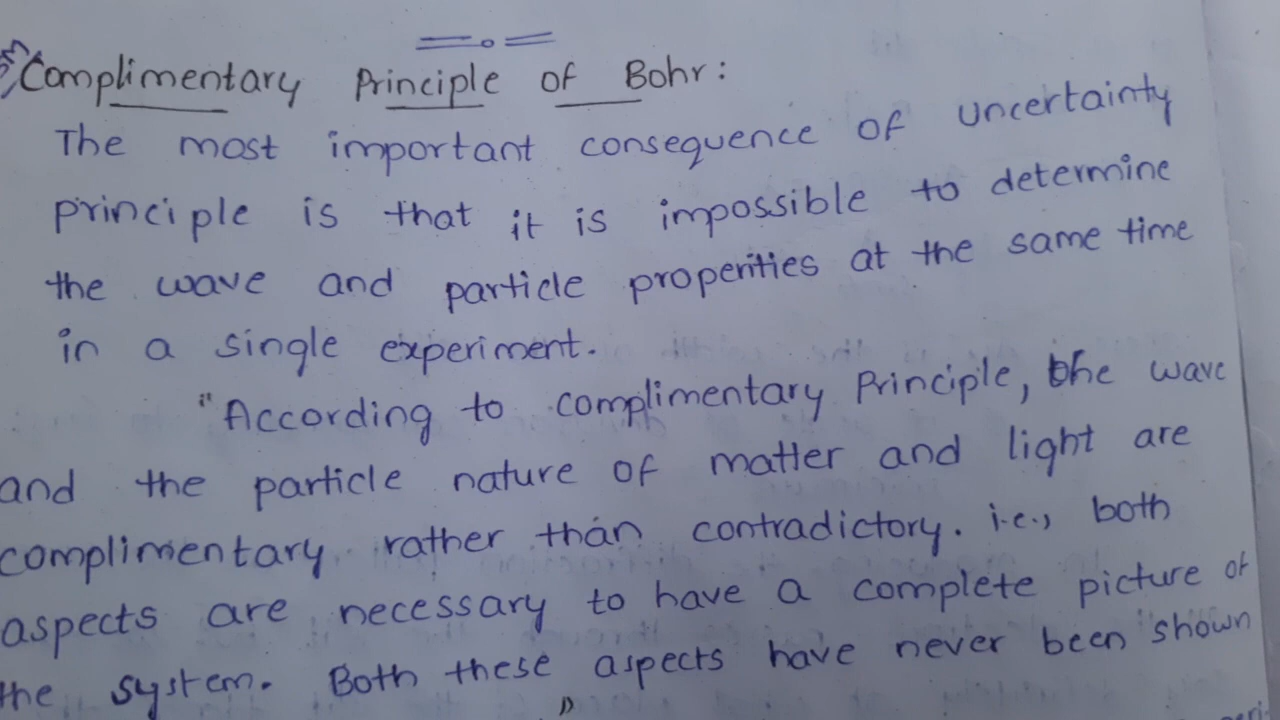 Complimentary Principle of Bohr:
The most important consequence of uncertainty
principle is that it is impossible to determine
the wave and particle properities at the same time
in a single experiment.
"According to complimentary Principle, the wave
and the particle nature of matter and light are
complimentary rather than contradictory. i.e., both
aspects are necessary to have a complete picture of
the system. Both these aspects have never been shown
"